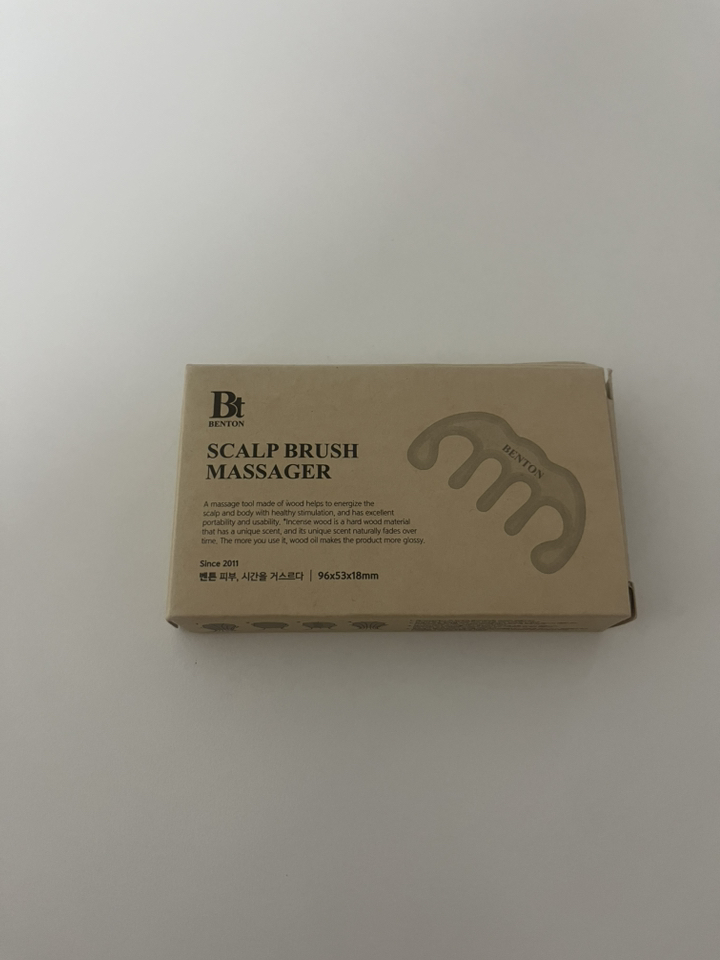 Bt
BENTON
SCALP BRUSH
MASSAGER
BENTON
A massage tool made of wood helps to energize the
scalp and body with healthy stimulation, and has excellent
portability and usability. *Incense wood is a hard wood material
that has a unique scent, and its unique scent naturally fades over
time. The more you use it, wood oil makes the product more glossy.
Since 2011
벤튼 피부, 시간을 거스르다 | 96x53x18mm